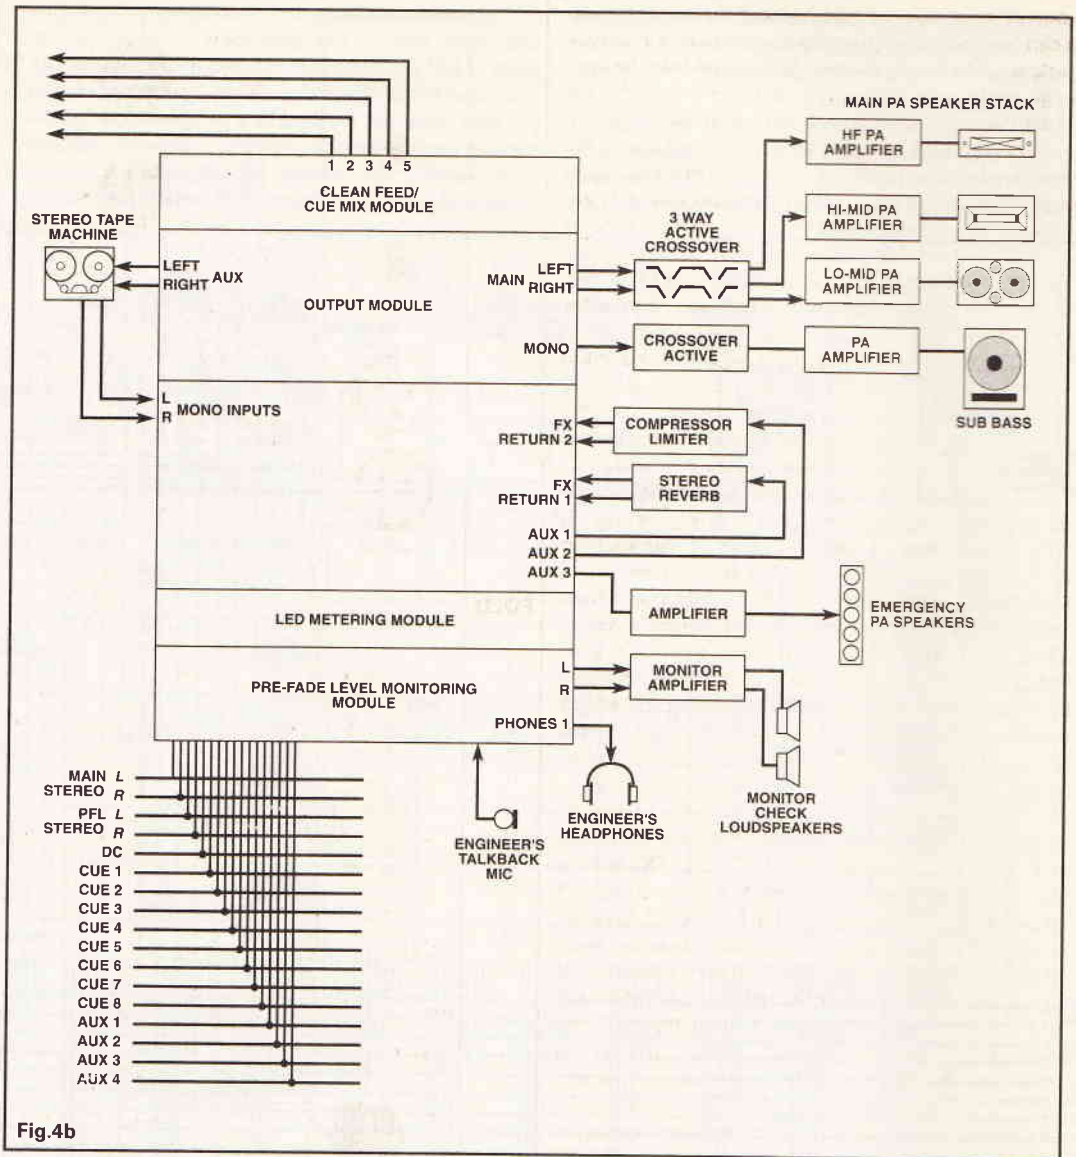 1 2 3 4 5
CLEAN FEED/
CUE MIX MODULE
MAIN PA SPEAKER STACK
HF PA
AMPLIFIER
HI-MID PA
AMPLIFIER
LO-MID PA
AMPLIFIER
3 WAY
ACTIVE
CROSSOVER
STEREO TAPE
MACHINE
LEFT
RIGHT AUX
OUTPUT MODULE
LEFT
MAIN RIGHT
MONO
CROSSOVER
ACTIVE
PA
AMPLIFIER
SUB BASS
L
R MONO INPUTS
FX
RETURN 2
COMPRESSOR
LIMITER
FX
RETURN 1
STEREO
REVERB
AUX 1
AUX 2
AUX 3
AMPLIFIER
EMERGENCY
PA SPEAKERS
LED METERING MODULE
PRE-FADE LEVEL MONITORING
MODULE
L
R
MONITOR
AMPLIFIER
PHONES 1
MONITOR
CHECK
LOUDSPEAKERS
ENGINEER'S
HEADPHONES
ENGINEER'S
TALKBACK
MIC
MAIN L
STEREO R
PFL L
STEREO R
DC
CUE 1
CUE 2
CUE 3
CUE 4
CUE 5
CUE 6
CUE 7
CUE 8
AUX 1
AUX 2
AUX 3
AUX 4
Fig.4b